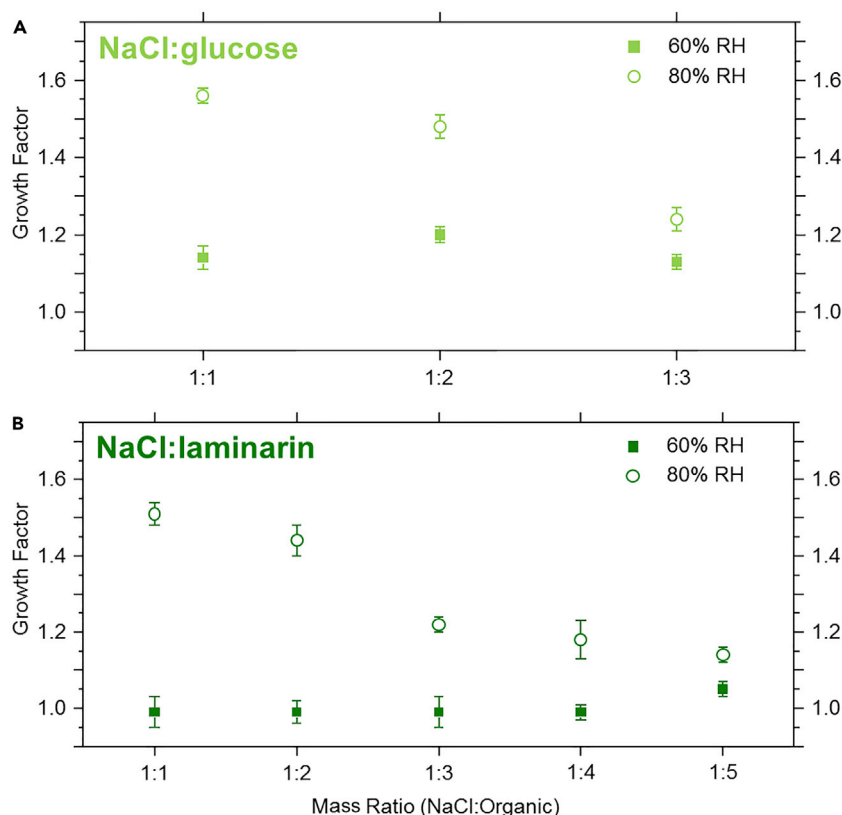 A
NaCl:glucose
60% RH
80% RH
Growth Factor
1.6
1.4
1.2
1.0
1.6
1.4
1.2
1.0
1:1 1:2 1:3
B
NaCl:laminarin
60% RH
80% RH
Growth Factor
1.6
1.4
1.2
1.0
1.6
1.4
1.2
1.0
1:1 1:2 1:3 1:4 1:5
Mass Ratio (NaCl:Organic)